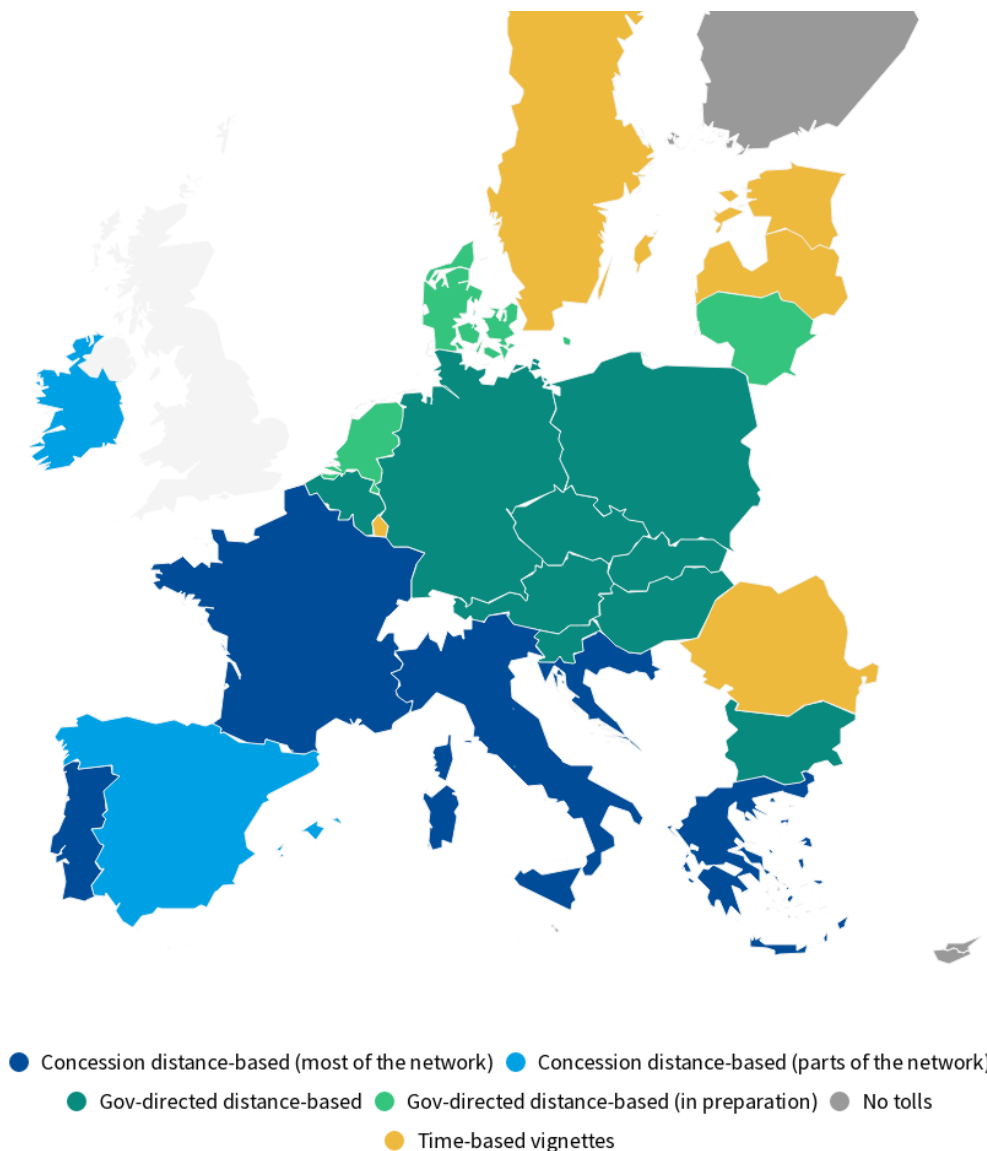 Concession distance-based (most of the network) Concession distance-based (parts of the network)
Gov-directed distance-based Gov-directed distance-based (in preparation) No tolls
Time-based vignettes